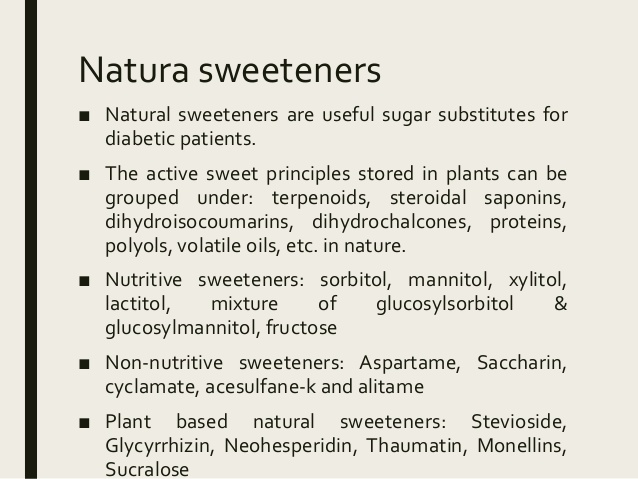 Natura sweeteners
■ Natural sweeteners are useful sugar substitutes for
diabetic patients.
■ The active sweet principles stored in plants can be
grouped under: terpenoids, steroidal saponins,
dihydroisocoumarins, dihydrochalcones, proteins,
polyols, volatile oils, etc. in nature.
■ Nutritive sweeteners: sorbitol, mannitol, xylitol,
lactitol, mixture of glucosylsorbitol &
glucosylmannitol, fructose
■ Non-nutritive sweeteners: Aspartame, Saccharin,
cyclamate, acesulfane-k and alitame
■ Plant based natural sweeteners: Stevioside,
Glycyrrhizin, Neohesperidin, Thaumatin, Monellins,
Sucralose